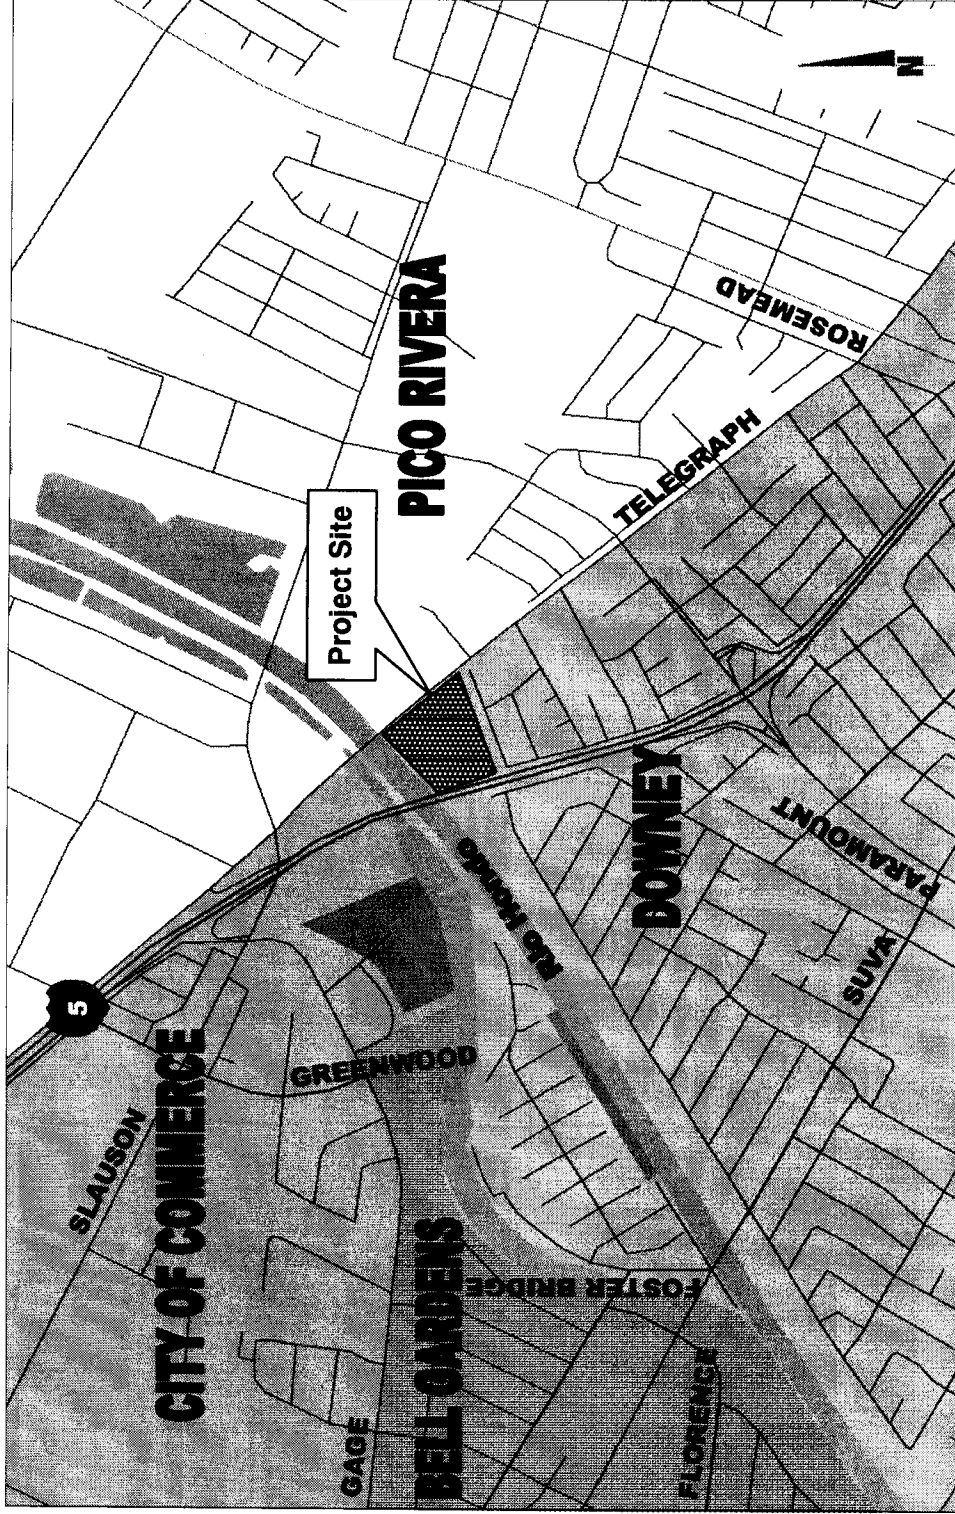 5
SLAUSON
CITY OF COMMERCE
GREENWOOD
GAGE
BELL GARDENS
FOSTER BRIDGE
FLORENCE
Rio Hondo
Project Site
PICO RIVERA
TELEGRAPH
ROSEMEAD
DOWNEY
PARAMOUNT
SUVA
N